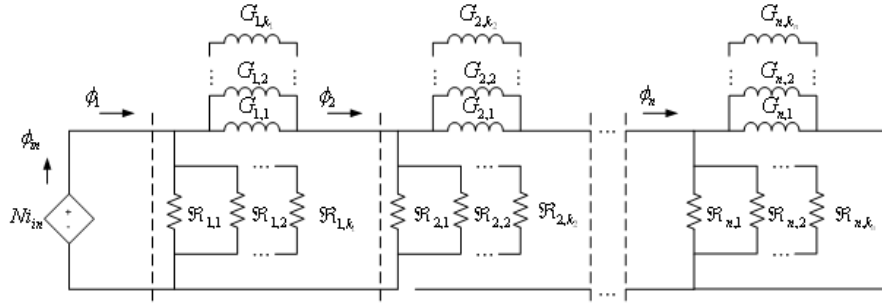 G1,k1 G2,k2 G𝑛,k𝑛
... ... ... ... ... ...
G1,2 G2,2 G𝑛,2
ϕ1 G1,1 ϕ2 G2,1 ϕ𝑛 G𝑛,1
...
ϕin
... ... ...
Ni in + - ℜ1,1 ℜ1,2 ℜ1,k1 ℜ2,1 ℜ2,2 ℜ2,k2 ℜ𝑛,1 ℜ𝑛,2 ℜ𝑛,k𝑛
... ... ...
...